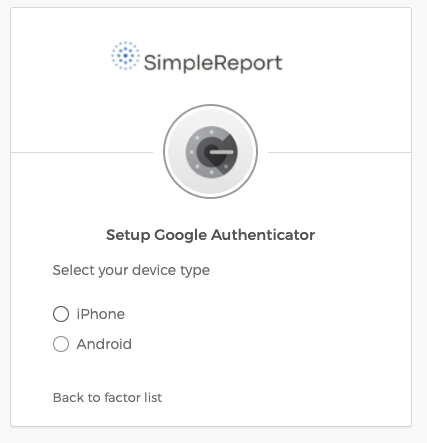 SimpleReport
Setup Google Authenticator
Select your device type
iPhone
Android
Back to factor list